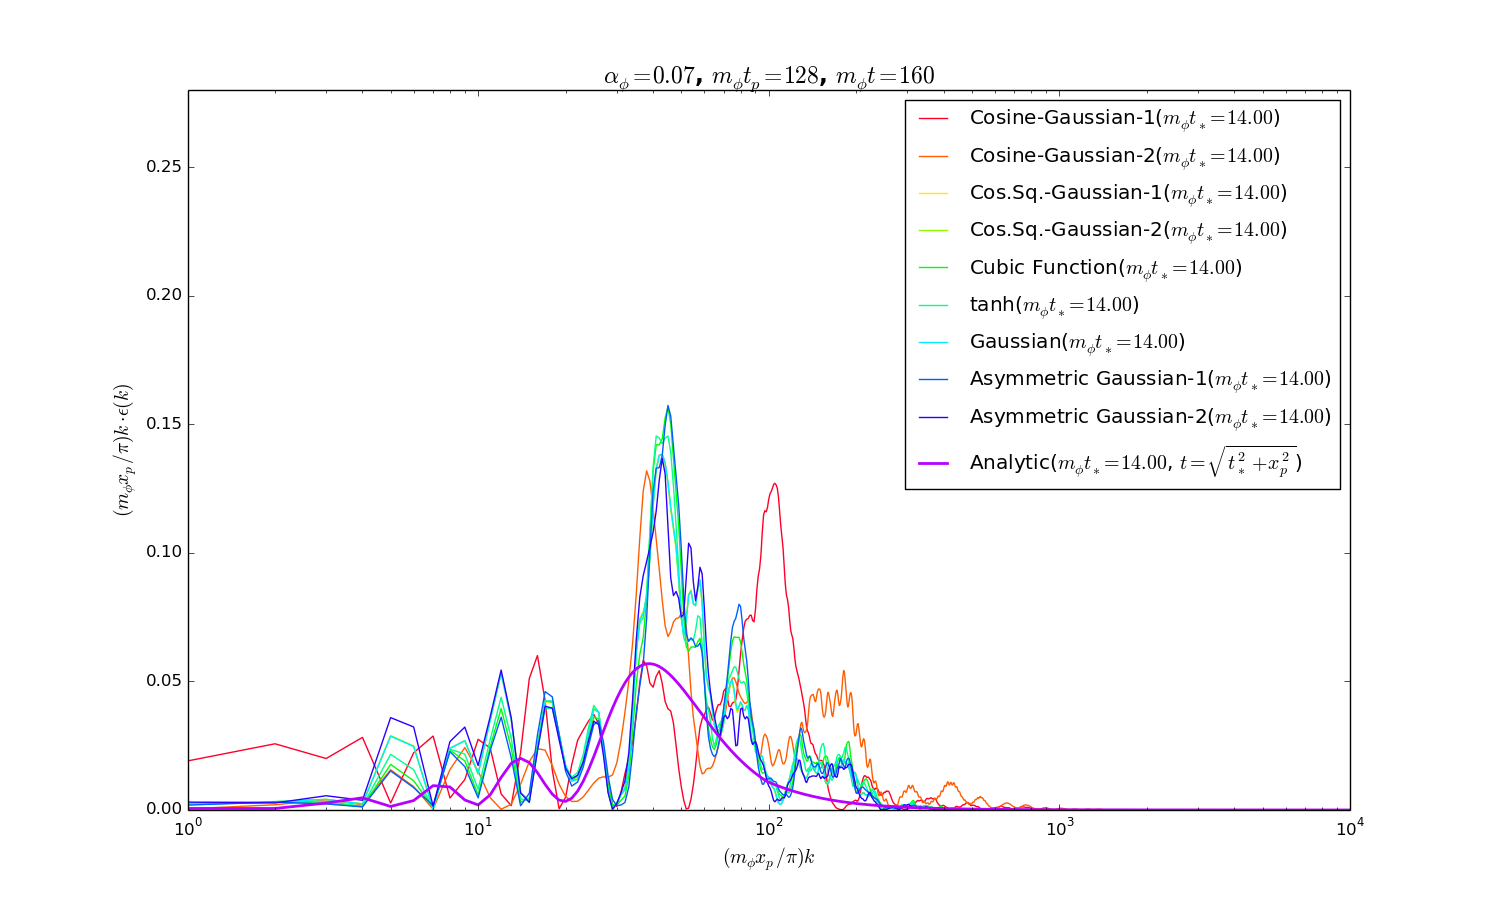 α_ϕ=0.07, m_ϕt_p=128, m_ϕt=160
(m_ϕx_p/π)k·ϵ(k)
0.25
0.20
0.15
0.10
0.05
0.00
10^0
10^1
10^2
10^3
10^4
(m_ϕx_p/π)k
Cosine-Gaussian-1(m_ϕt_*=14.00)
Cosine-Gaussian-2(m_ϕt_*=14.00)
Cos.Sq.-Gaussian-1(m_ϕt_*=14.00)
Cos.Sq.-Gaussian-2(m_ϕt_*=14.00)
Cubic Function(m_ϕt_*=14.00)
tanh(m_ϕt_*=14.00)
Gaussian(m_ϕt_*=14.00)
Asymmetric Gaussian-1(m_ϕt_*=14.00)
Asymmetric Gaussian-2(m_ϕt_*=14.00)
Analytic(m_ϕt_*=14.00, t=√(t_*^2+x_p^2))